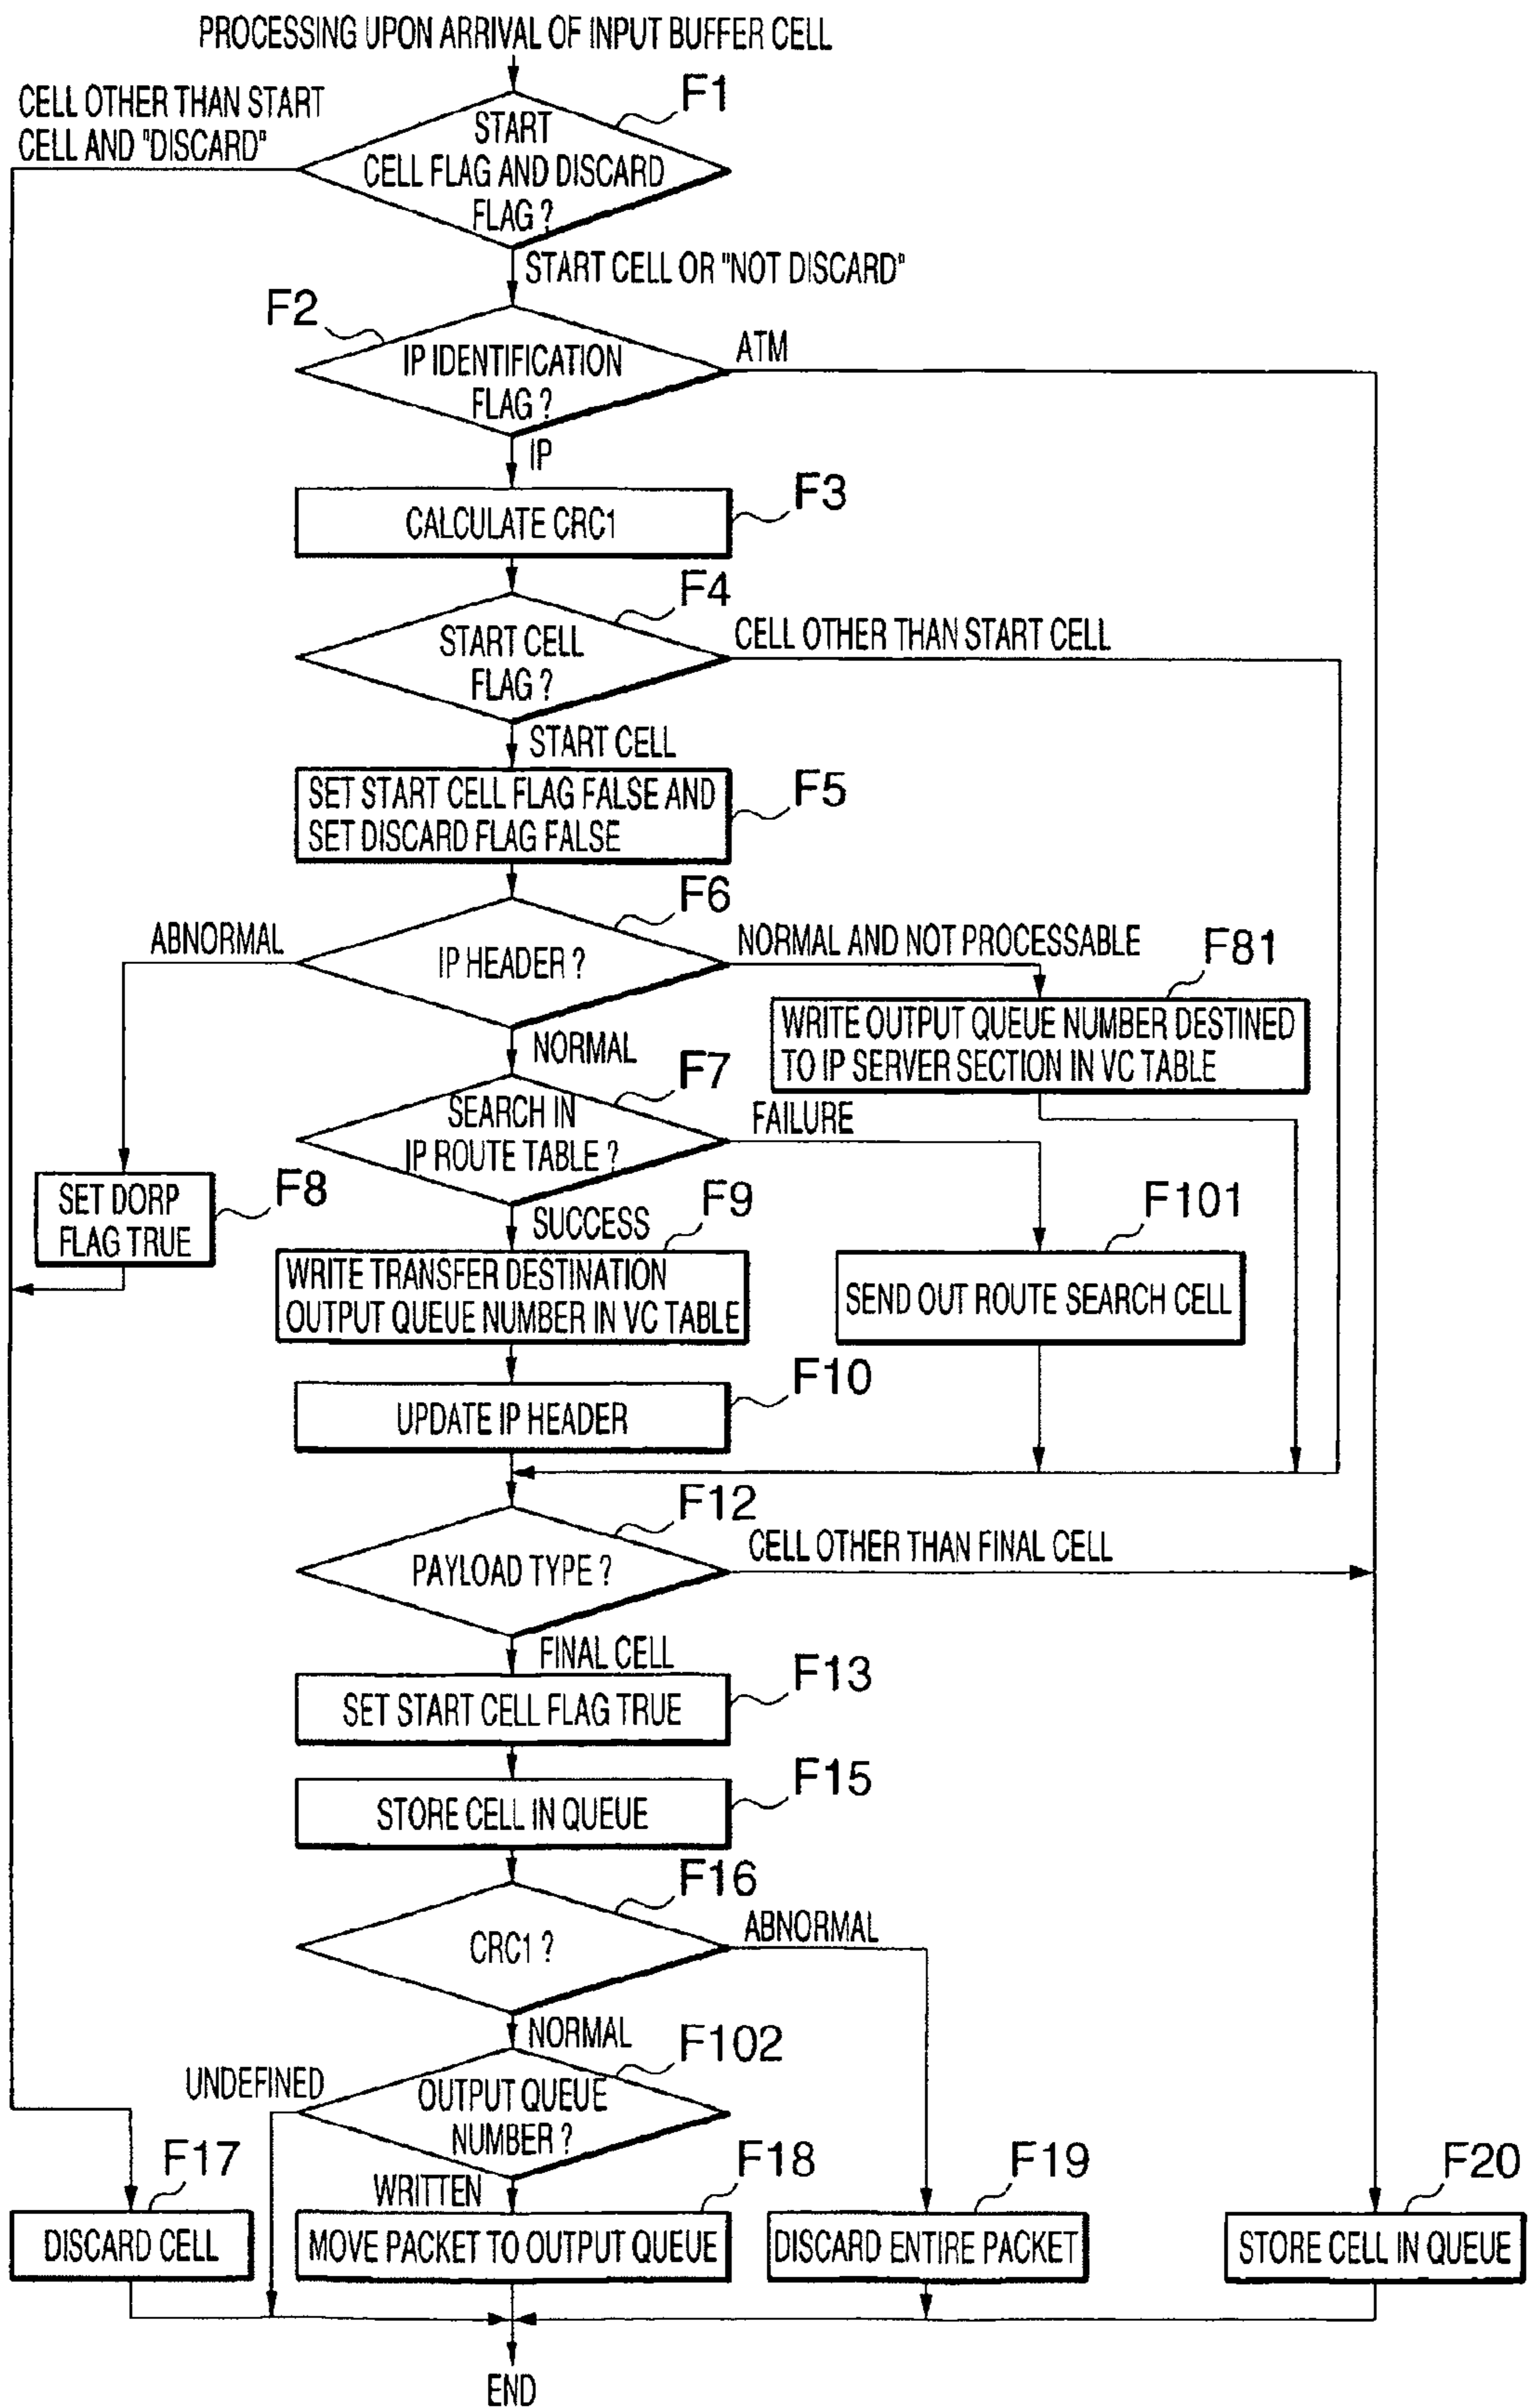 PROCESSING UPON ARRIVAL OF INPUT BUFFER CELL
CELL OTHER THAN START
CELL AND "DISCARD"
F1
START
CELL FLAG AND DISCARD
FLAG ?
START CELL OR "NOT DISCARD"
F2
IP IDENTIFICATION
FLAG ?
ATM
IP
F3
CALCULATE CRC1
F4
START CELL
FLAG ?
CELL OTHER THAN START CELL
START CELL
F5
SET START CELL FLAG FALSE AND
SET DISCARD FLAG FALSE
F6
ABNORMAL
IP HEADER ?
NORMAL AND NOT PROCESSABLE
F81
WRITE OUTPUT QUEUE NUMBER DESTINED
TO IP SERVER SECTION IN VC TABLE
NORMAL
F7
SEARCH IN
IP ROUTE TABLE ?
FAILURE
F8
SET DORP
FLAG TRUE
SUCCESS
F9
WRITE TRANSFER DESTINATION
OUTPUT QUEUE NUMBER IN VC TABLE
F101
SEND OUT ROUTE SEARCH CELL
F10
UPDATE IP HEADER
F12
PAYLOAD TYPE ?
CELL OTHER THAN FINAL CELL
FINAL CELL
F13
SET START CELL FLAG TRUE
F15
STORE CELL IN QUEUE
F16
CRC1 ?
ABNORMAL
NORMAL
F102
UNDEFINED
OUTPUT QUEUE
NUMBER ?
WRITTEN
F17
DISCARD CELL
F18
MOVE PACKET TO OUTPUT QUEUE
F19
DISCARD ENTIRE PACKET
F20
STORE CELL IN QUEUE
END